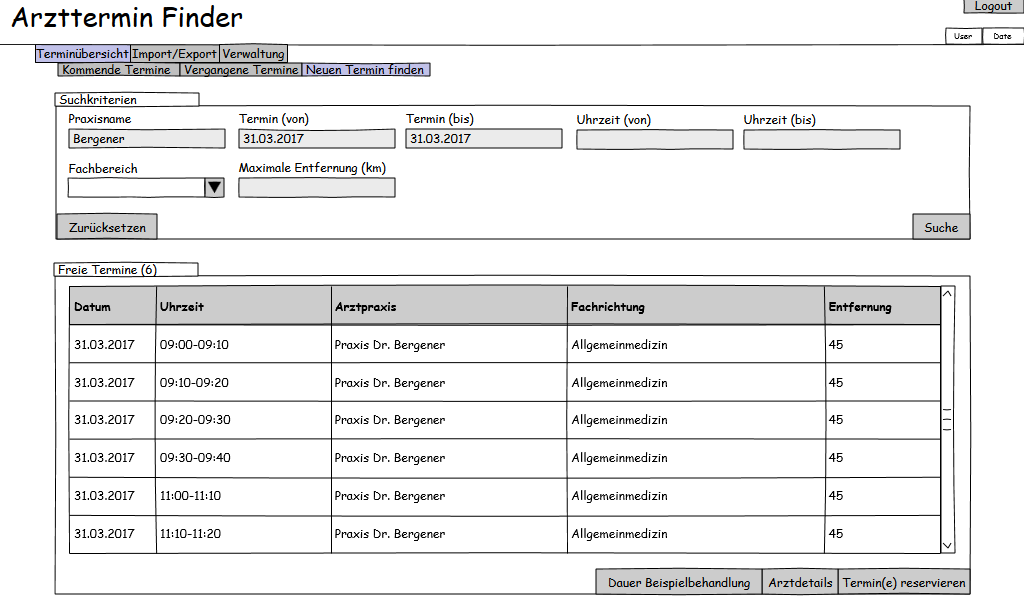 Arzttermin Finder
Logout
User Date
Terminübersicht Import/Export Verwaltung
Kommende Termine Vergangene Termine Neuen Termin finden
Suchkriterien
Praxisname Termin (von) Termin (bis) Uhrzeit (von) Uhrzeit (bis)
Bergener 31.03.2017 31.03.2017
Fachbereich Maximale Entfernung (km)
Zurücksetzen Suche
Freie Termine (6)
Datum Uhrzeit Arztpraxis Fachrichtung Entfernung
31.03.2017 09:00-09:10 Praxis Dr. Bergener Allgemeinmedizin 45
31.03.2017 09:10-09:20 Praxis Dr. Bergener Allgemeinmedizin 45
31.03.2017 09:20-09:30 Praxis Dr. Bergener Allgemeinmedizin 45
31.03.2017 09:30-09:40 Praxis Dr. Bergener Allgemeinmedizin 45
31.03.2017 11:00-11:10 Praxis Dr. Bergener Allgemeinmedizin 45
31.03.2017 11:10-11:20 Praxis Dr. Bergener Allgemeinmedizin 45
Dauer Beispielbehandlung Arztdetails Termin(e) reservieren